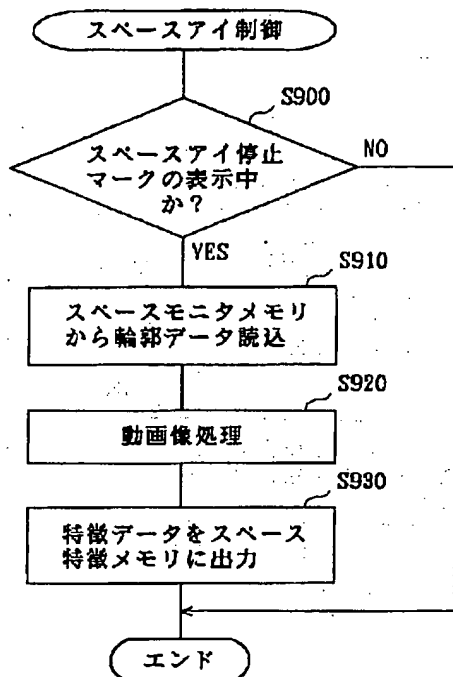 スペースアイ制御
S900
スペースアイ停止
マークの表示中
か？
NO
YES
S910
スペースモニタメモリ
から輪郭データ読込
S920
動画像処理
S930
特徴データをスペース
特徴メモリに出力
エンド